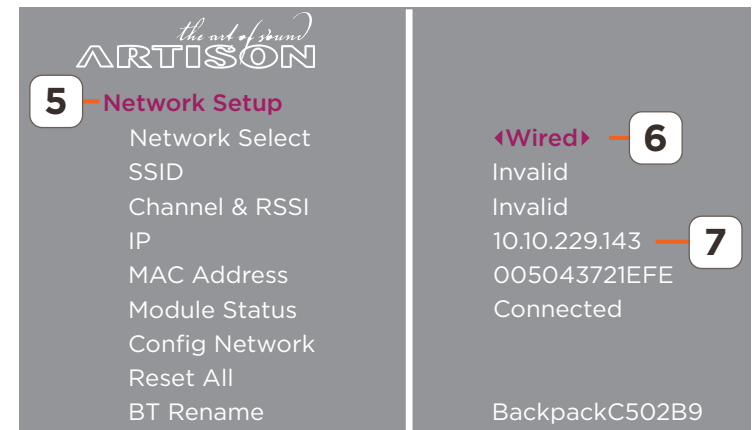 the art of sound
ARTISON
5 Network Setup
Network Select ◂Wired▸ 6
SSID Invalid
Channel & RSSI Invalid
IP 10.10.229.143 7
MAC Address 005043721EFE
Module Status Connected
Config Network
Reset All
BT Rename BackpackC502B9